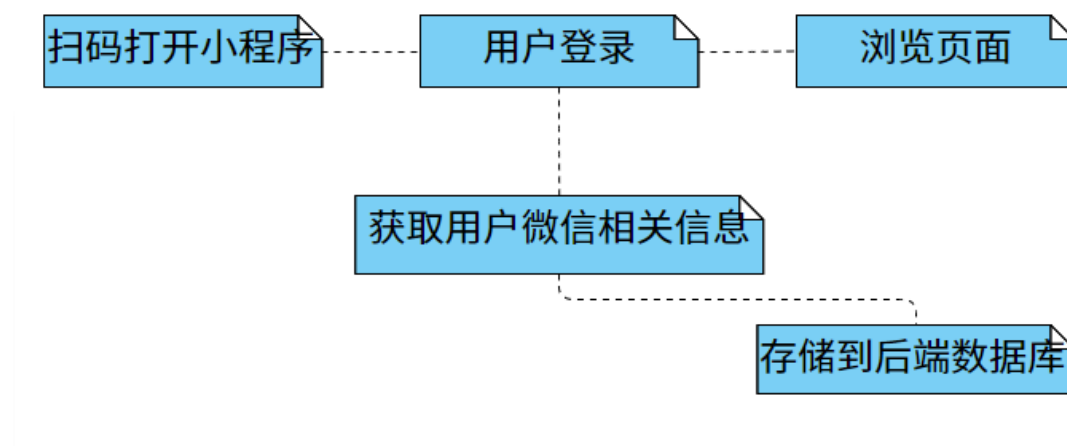 扫码打开小程序
用户登录
浏览页面
获取用户微信相关信息
存储到后端数据库